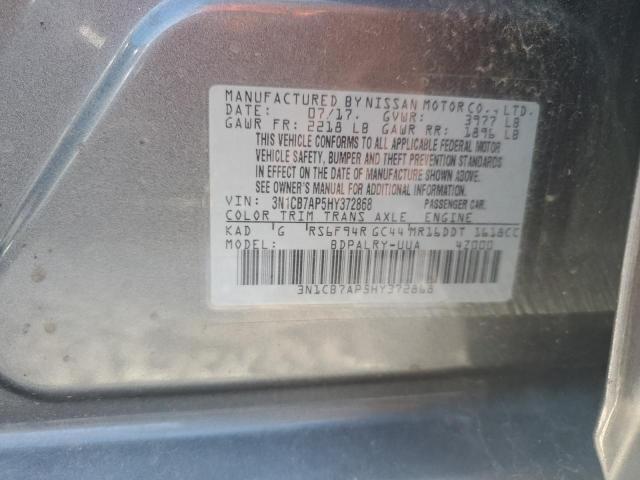 MANUFACTURED BY NISSAN MOTOR CO., LTD.
DATE: 07/17. GVWR: 3977 LB
GAWR FR: 2218 LB GAWR RR: 1896 LB
THIS VEHICLE CONFORMS TO ALL APPLICABLE FEDERAL MOTOR
VEHICLE SAFETY, BUMPER AND THEFT PREVENTION STANDARDS
IN EFFECT ON THE DATE OF MANUFACTURE SHOWN ABOVE.
SEE OWNER'S MANUAL FOR ADDITIONAL INFORMATION.
VIN: 3N1CB7AP5HY372868 PASSENGER CAR.
COLOR TRIM TRANS AXLE ENGINE
KAD G RS6F94R GC44 MR16DDT 1618CC
MODEL: BDPALRY-UUA 4Z000
3N1CB7AP5HY372868